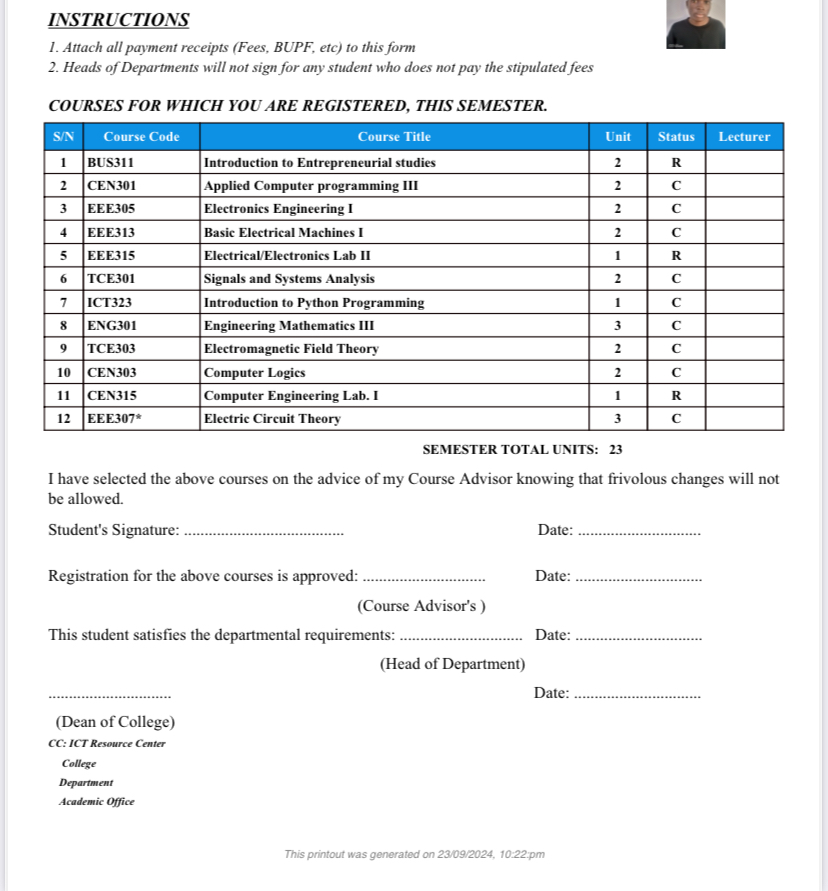 INSTRUCTIONS
1. Attach all payment receipts (Fees, BUPF, etc) to this form
2. Heads of Departments will not sign for any student who does not pay the stipulated fees
COURSES FOR WHICH YOU ARE REGISTERED, THIS SEMESTER.
S/N Course Code Course Title Unit Status Lecturer
1 BUS311 Introduction to Entrepreneurial studies 2 R
2 CEN301 Applied Computer programming III 2 C
3 EEE305 Electronics Engineering I 2 C
4 EEE313 Basic Electrical Machines I 2 C
5 EEE315 Electrical/Electronics Lab II 1 R
6 TCE301 Signals and Systems Analysis 2 C
7 ICT323 Introduction to Python Programming 1 C
8 ENG301 Engineering Mathematics III 3 C
9 TCE303 Electromagnetic Field Theory 2 C
10 CEN303 Computer Logics 2 C
11 CEN315 Computer Engineering Lab. I 1 R
12 EEE307* Electric Circuit Theory 3 C
SEMESTER TOTAL UNITS: 23
I have selected the above courses on the advice of my Course Advisor knowing that frivolous changes will not
be allowed.
Student's Signature: ....................................... Date: ..............................
Registration for the above courses is approved: .............................. Date: ...............................
(Course Advisor's )
This student satisfies the departmental requirements: .............................. Date: ...............................
(Head of Department)
.............................. Date: ...............................
(Dean of College)
CC: ICT Resource Center
College
Department
Academic Office
This printout was generated on 23/09/2024, 10:22:pm